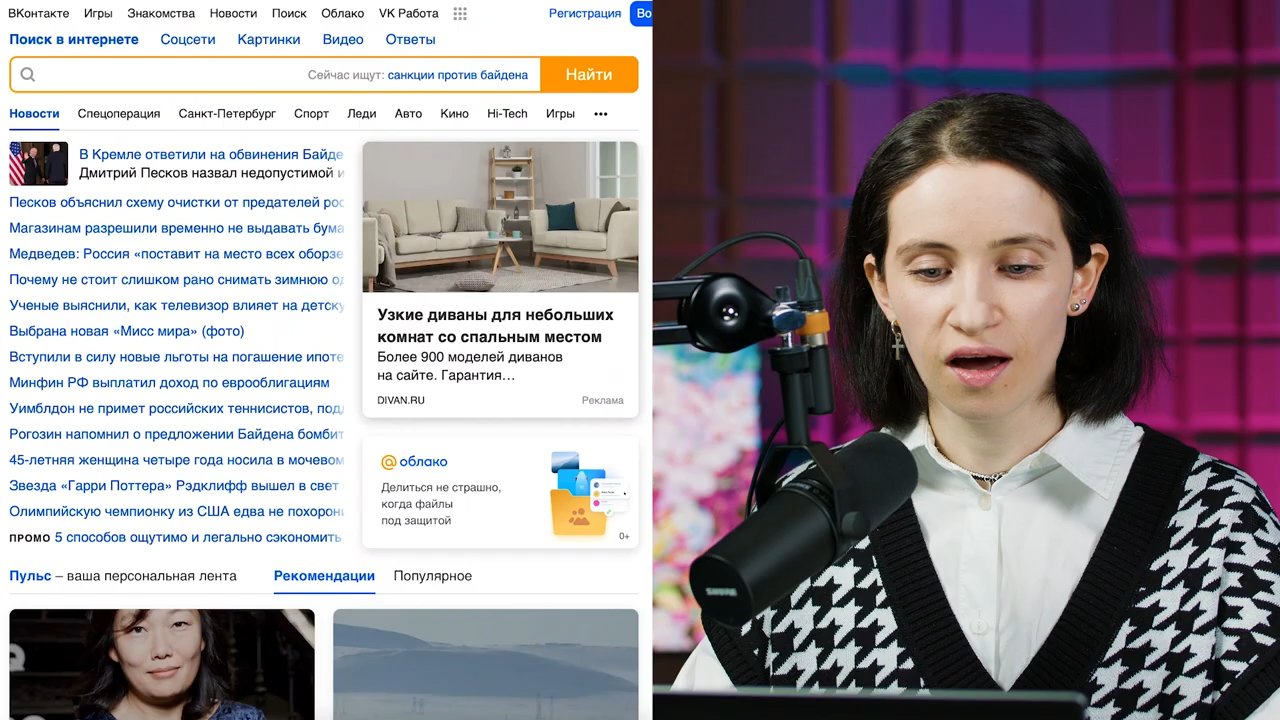 ВКонтакте Игры Знакомства Новости Поиск Облако VK Работа Регистрация Во
Поиск в интернете Соцсети Картинки Видео Ответы
Сейчас ищут: санкции против байдена Найти
Новости Спецоперация Санкт-Петербург Спорт Леди Авто Кино Hi-Tech Игры •••
В Кремле ответили на обвинения Байде
Дмитрий Песков назвал недопустимой и
Песков объяснил схему очистки от предателей рос
Магазинам разрешили временно не выдавать бума
Медведев: Россия «поставит на место всех оборзе
Почему не стоит слишком рано снимать зимнюю од
Ученые выяснили, как телевизор влияет на детску
Выбрана новая «Мисс мира» (фото)
Вступили в силу новые льготы на погашение ипоте
Минфин РФ выплатил доход по еврооблигациям
Уимблдон не примет российских теннисистов, под
Рогозин напомнил о предложении Байдена бомбит
45-летняя женщина четыре года носила в мочевом
Звезда «Гарри Поттера» Рэдклифф вышел в свет
Олимпийскую чемпионку из США едва не похорон
ПРОМО 5 способов ощутимо и легально сэкономить
Узкие диваны для небольших
комнат со спальным местом
Более 900 моделей диванов
на сайте. Гарантия...
DIVAN.RU Реклама
@ облако
Делиться не страшно,
когда файлы
под защитой
0+
Пульс – ваша персональная лента Рекомендации Популярное
SHURE